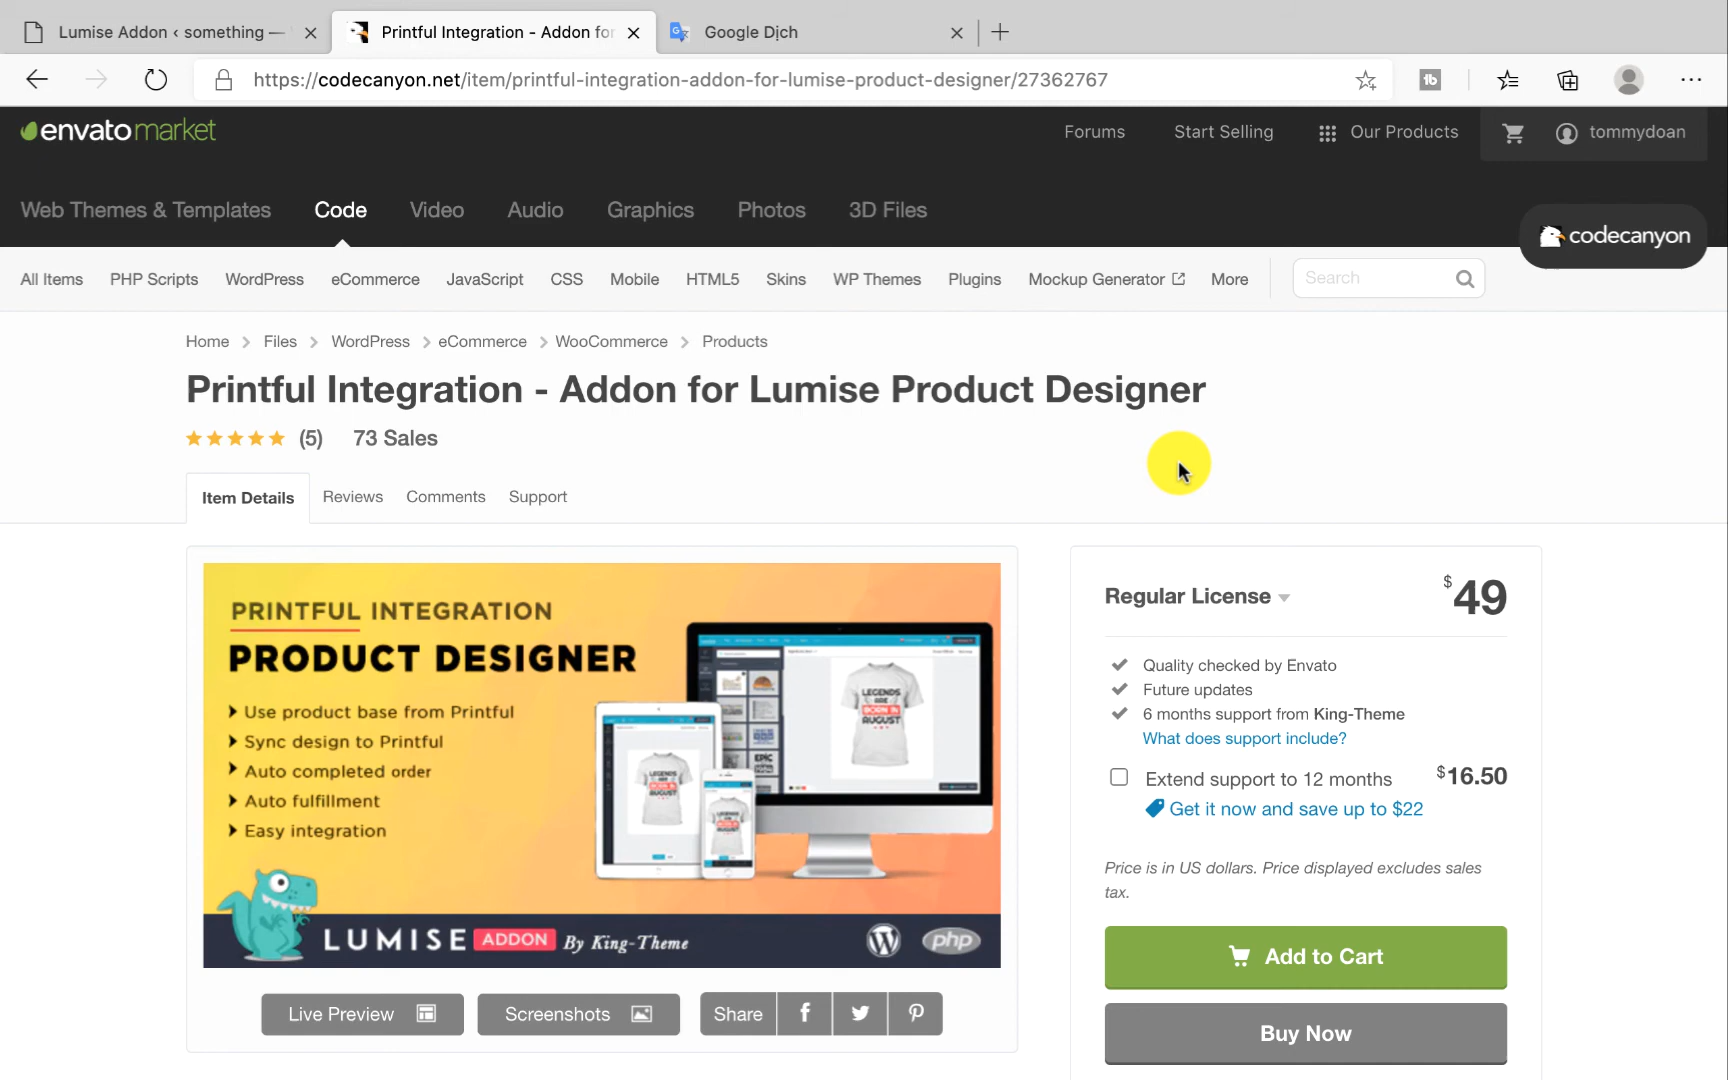 Lumise Addon ‹ something —
Printful Integration - Addon for
Google Dịch
https://codecanyon.net/item/printful-integration-addon-for-lumise-product-designer/27362767
envatomarket
Forums
Start Selling
Our Products
tommydoan
Web Themes & Templates
Code
Video
Audio
Graphics
Photos
3D Files
codecanyon
All Items
PHP Scripts
WordPress
eCommerce
JavaScript
CSS
Mobile
HTML5
Skins
WP Themes
Plugins
Mockup Generator
More
Search
Home > Files > WordPress > eCommerce > WooCommerce > Products
Printful Integration - Addon for Lumise Product Designer
(5) 73 Sales
Item Details
Reviews
Comments
Support
PRINTFUL INTEGRATION
PRODUCT DESIGNER
Use product base from Printful
Sync design to Printful
Auto completed order
Auto fulfillment
Easy integration
LEGENDS
ARE
BORN IN
AUGUST
LUMISE ADDON By King-Theme
php
Live Preview
Screenshots
Share
Regular License
$49
Quality checked by Envato
Future updates
6 months support from King-Theme
What does support include?
Extend support to 12 months
$16.50
Get it now and save up to $22
Price is in US dollars. Price displayed excludes sales
tax.
Add to Cart
Buy Now